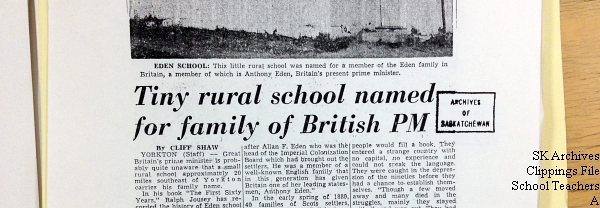 EDEN SCHOOL: This little rural school was named for a member of the Eden family in
Britain, a member of which is Anthony Eden, Britain's present prime minister.
Tiny rural school named
for family of British PM
ARCHIVES
OF
SASKATCHEWAN
By CLIFF SHAW
YORKTON (Staff) — Great
Britain's prime minister is prob-
ably quite unaware that a small
rural school approximately 20
miles southeast of Yorkton
carries his family name.
In his book "The First Sixty
Years," Ralph Jousey has re-
corded the history of Eden school
after Allan F. Eden who was the
head of the Imperial Colonization
Board which had brought out the
settlers. He was a member of a
well-known English family that
in this generation has given
Britain one of her leading states-
men, Anthony Eden."
In the early spring of 1889,
40 families of Scots settlers,
people would fill a book. They
entered a strange country with
no capital, no experience and
could not speak the language.
They were caught in the depres-
sion of the nineties before they
had a chance to establish them-
selves. "Though a few moved
away and many died in the
struggle, mainly they stayed and
SK Archives
Clippings File
School Teachers
A